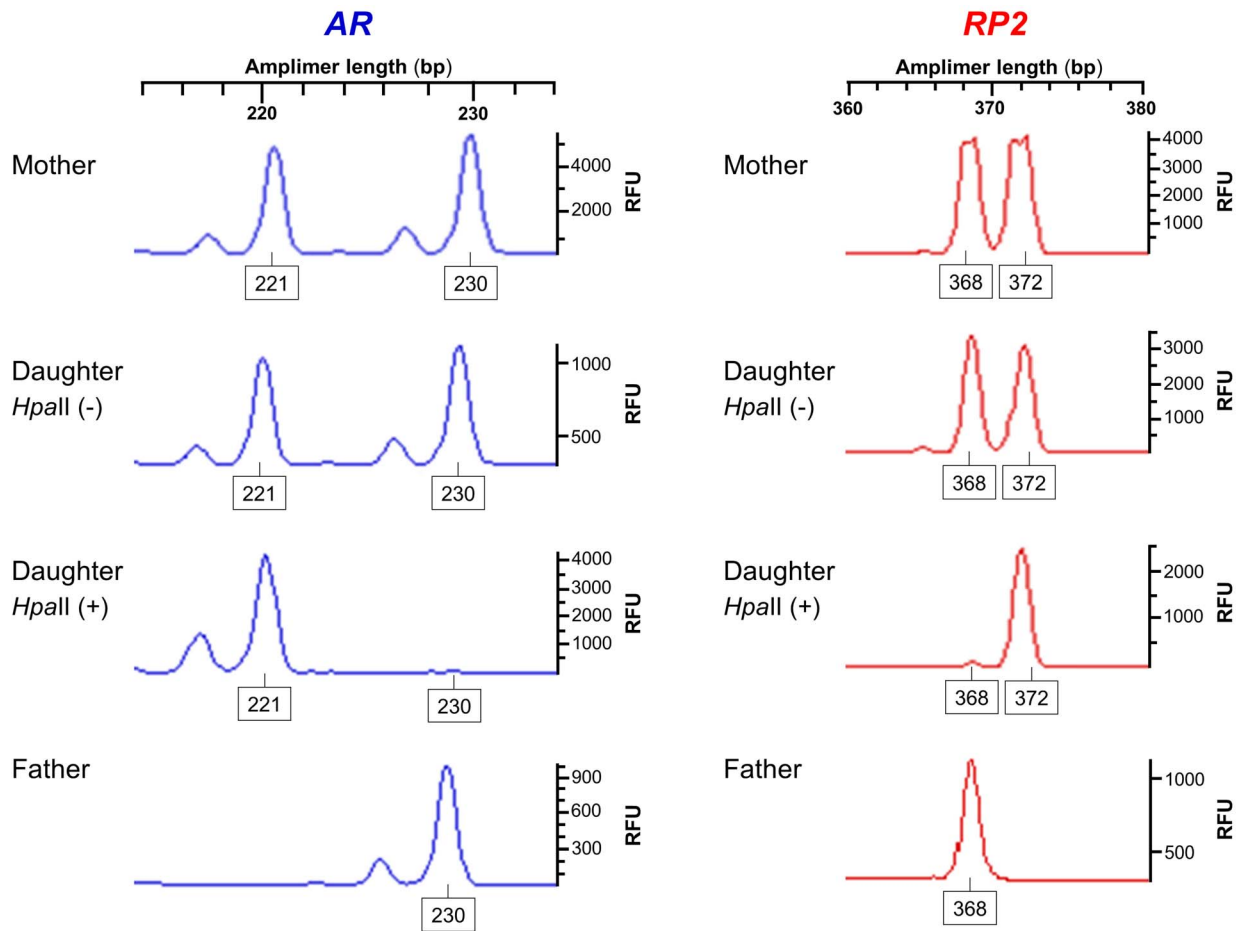 AR
RP2
Amplimer length (bp)
Amplimer length (bp)
220
230
360
370
380
Mother
4000
2000
RFU
221
230
Mother
4000
3000
2000
1000
RFU
368
372
Daughter
HpaII (-)
1000
500
RFU
221
230
Daughter
HpaII (-)
3000
2000
1000
RFU
368
372
Daughter
HpaII (+)
4000
3000
2000
1000
RFU
221
230
Daughter
HpaII (+)
2000
1000
RFU
368
372
Father
900
600
300
RFU
230
Father
1000
500
RFU
368